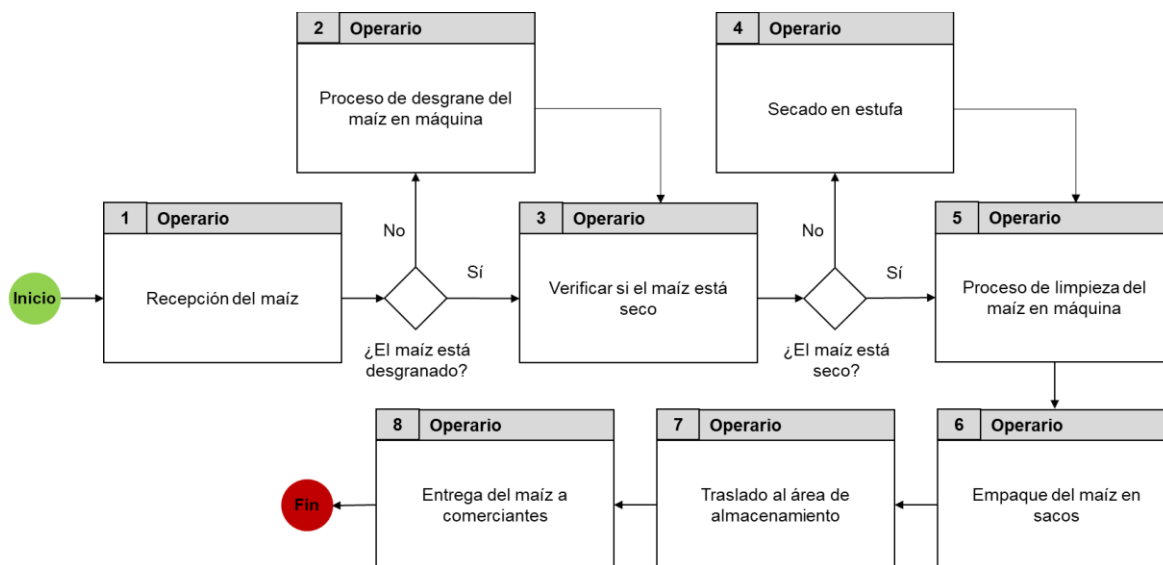 2 Operario
Proceso de desgrane del
maíz en máquina
4 Operario
Secado en estufa
Inicio
1 Operario
Recepción del maíz
No
Sí
¿El maíz está
desgranado?
3 Operario
Verificar si el maíz está
seco
No
Sí
¿El maíz está
seco?
5 Operario
Proceso de limpieza del
maíz en máquina
6 Operario
Empaque del maíz en
sacos
7 Operario
Traslado al área de
almacenamiento
8 Operario
Entrega del maíz a
comerciantes
Fin